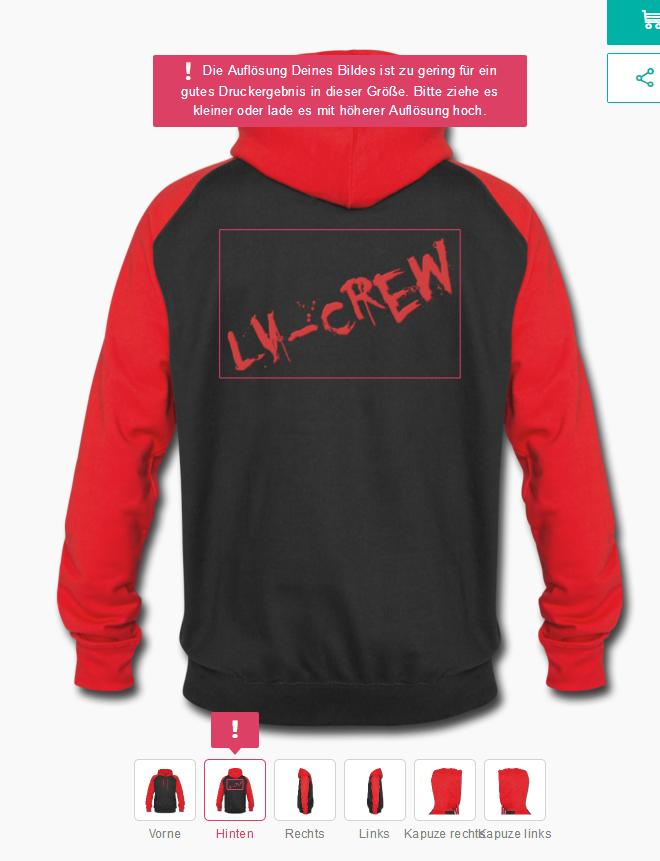 ! Die Auflösung Deines Bildes ist zu gering für ein
gutes Druckergebnis in dieser Größe. Bitte ziehe es
kleiner oder lade es mit höherer Auflösung hoch.
LV-CREW
!
Vorne
Hinten
Rechts
Links
Kapuze rechts
Kapuze links